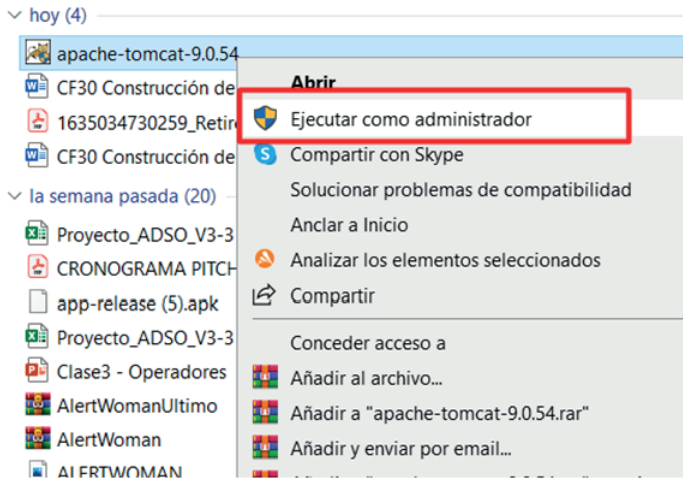 hoy (4)
apache-tomcat-9.0.54
CF30 Construcción de
1635034730259_Retir
CF30 Construcción de
la semana pasada (20)
Proyecto_ADSO_V3-3
CRONOGRAMA PITCH
app-release (5).apk
Proyecto_ADSO_V3-3
Clase3 - Operadores
AlertWomanUltimo
AlertWoman
ALERTWOMAN
Abrir
Ejecutar como administrador
Compartir con Skype
Solucionar problemas de compatibilidad
Anclar a Inicio
Analizar los elementos seleccionados
Compartir
Conceder acceso a
Añadir al archivo...
Añadir a "apache-tomcat-9.0.54.rar"
Añadir y enviar por email...